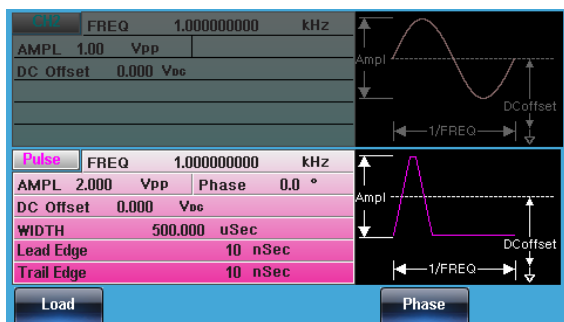 CH2 FREQ 1.000000000 kHz
AMPL 1.00 Vpp
DC Offset 0.000 VDC
Ampl
DCoffset
1/FREQ
Pulse FREQ 1.000000000 kHz
AMPL 2.000 Vpp Phase 0.0 °
DC Offset 0.000 VDC
WIDTH 500.000 uSec
Lead Edge 10 nSec
Trail Edge 10 nSec
Ampl
DCoffset
1/FREQ
Load Phase